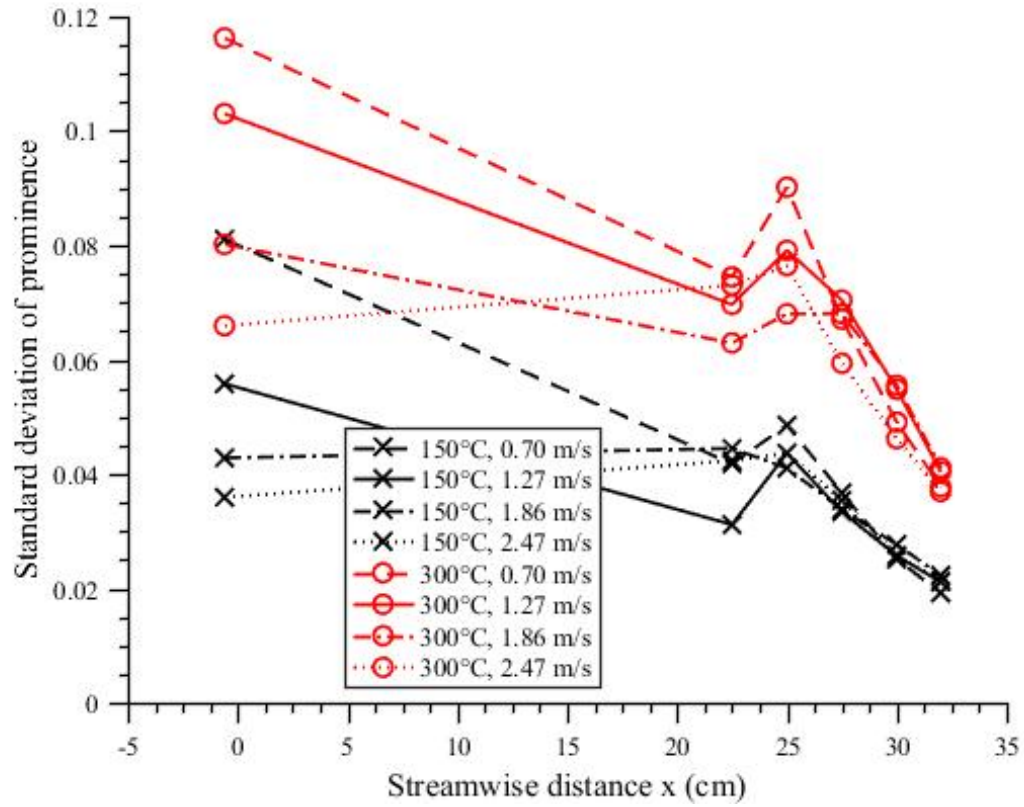 0.12
0.1
0.08
0.06
0.04
0.02
0
Standard deviation of prominence
150°C, 0.70 m/s
150°C, 1.27 m/s
150°C, 1.86 m/s
150°C, 2.47 m/s
300°C, 0.70 m/s
300°C, 1.27 m/s
300°C, 1.86 m/s
300°C, 2.47 m/s
-5 0 5 10 15 20 25 30 35
Streamwise distance x (cm)